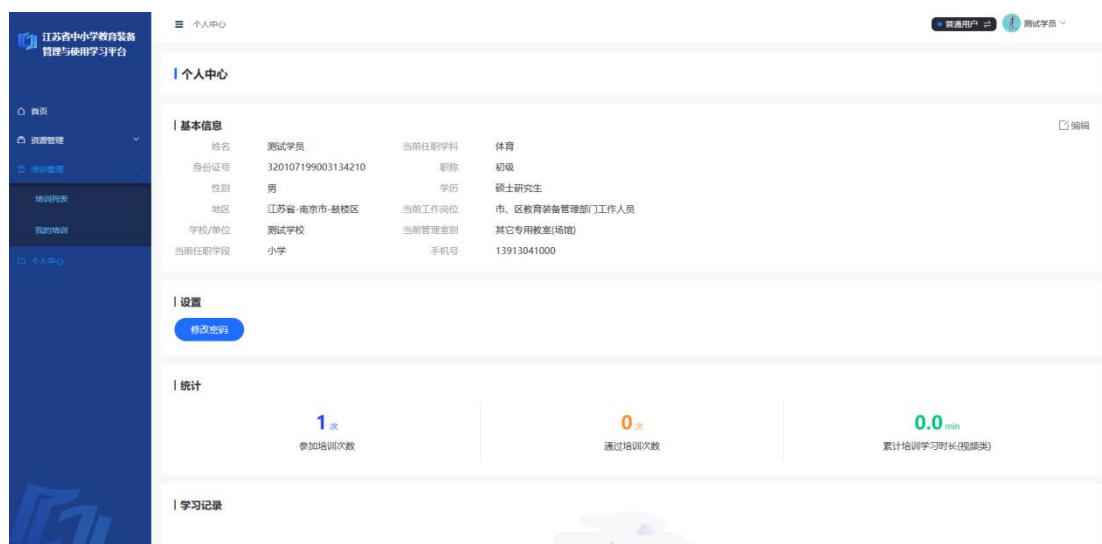 江苏省中小学教育装备
管理与使用学习平台
个人中心
普通用户
测试学员
个人中心
首页
资源管理
培训管理
培训列表
我的培训
个人中心
基本信息
编辑
姓名 测试学员 当前任职学科 体育
身份证号 320107199003134210 职称 初级
性别 男 学历 硕士研究生
地区 江苏省-南京市-鼓楼区 当前工作岗位 市、区教育装备管理部门工作人员
学校/单位 测试学校 当前管理室别 其它专用教室(场馆)
当前任职学段 小学 手机号 13913041000
设置
修改密码
统计
1 次 0 次 0.0 min
参加培训次数 通过培训次数 累计培训学习时长(视频类)
学习记录